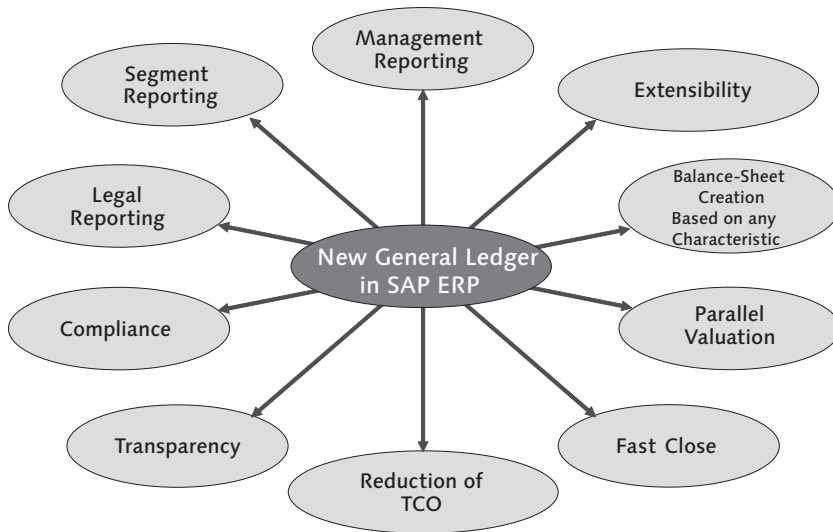 Management
Reporting
Segment
Reporting
Extensibility
Legal
Reporting
Balance-Sheet
Creation
Based on any
Characteristic
New General Ledger
in SAP ERP
Compliance
Parallel
Valuation
Transparency
Fast Close
Reduction of
TCO